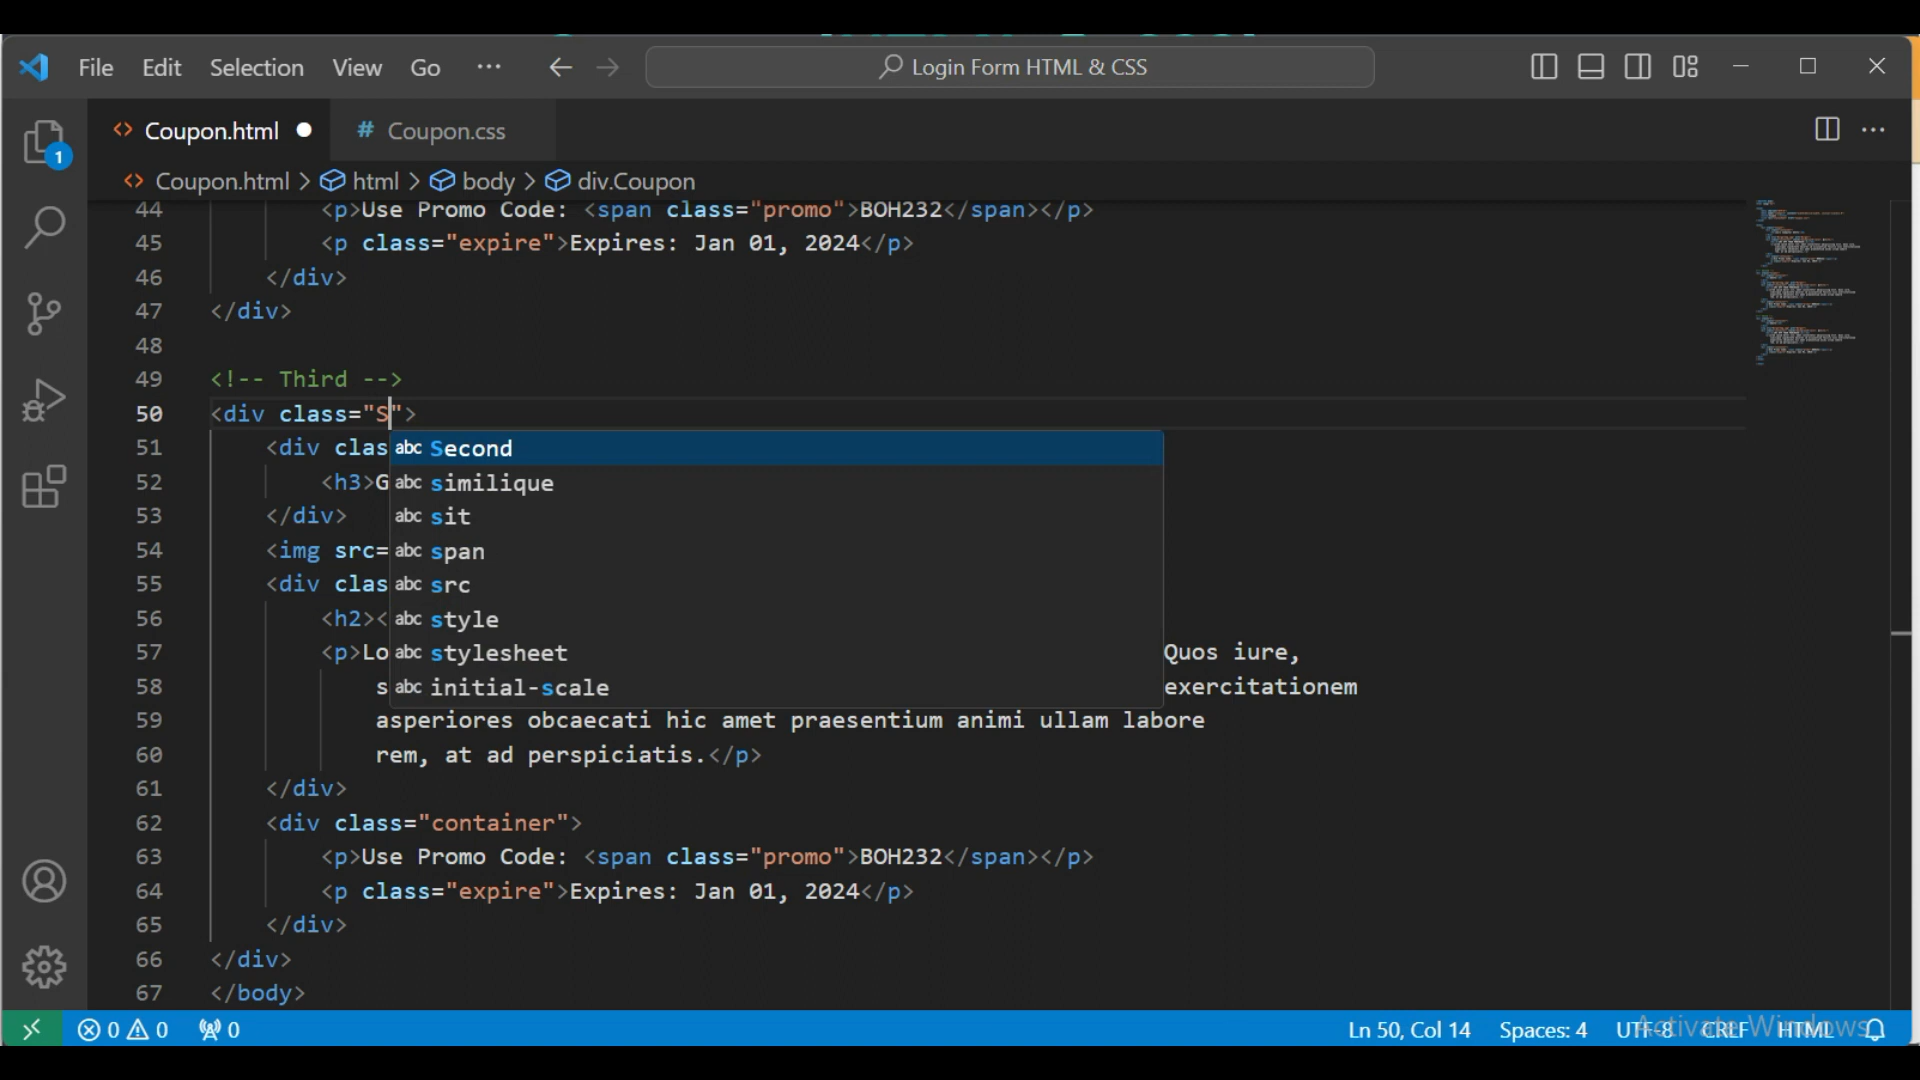 File Edit Selection View Go ··· Login Form HTML & CSS
Coupon.html # Coupon.css
Coupon.html > html > body > div.Coupon
44 <p>Use Promo Code: <span class="promo">BOH232</span></p>
45 <p class="expire">Expires: Jan 01, 2024</p>
46 </div>
47 </div>
48
49 <!-- Third -->
50 <div class="S">
51 <div clas abc Second
52 <h3>G abc similique
53 </div> abc sit
54 <img src= abc span
55 <div clas abc src
56 <h2>< abc style
57 <p>Lo abc stylesheet Quos iure,
58 s abc initial-scale exercitationem
59 asperiores obcaecati hic amet praesentium animi ullam labore
60 rem, at ad perspiciatis.</p>
61 </div>
62 <div class="container">
63 <p>Use Promo Code: <span class="promo">BOH232</span></p>
64 <p class="expire">Expires: Jan 01, 2024</p>
65 </div>
66 </div>
67 </body>
1
0 0 0 Ln 50, Col 14 Spaces: 4 UTF-8 CRLF HTML
Activate Windows